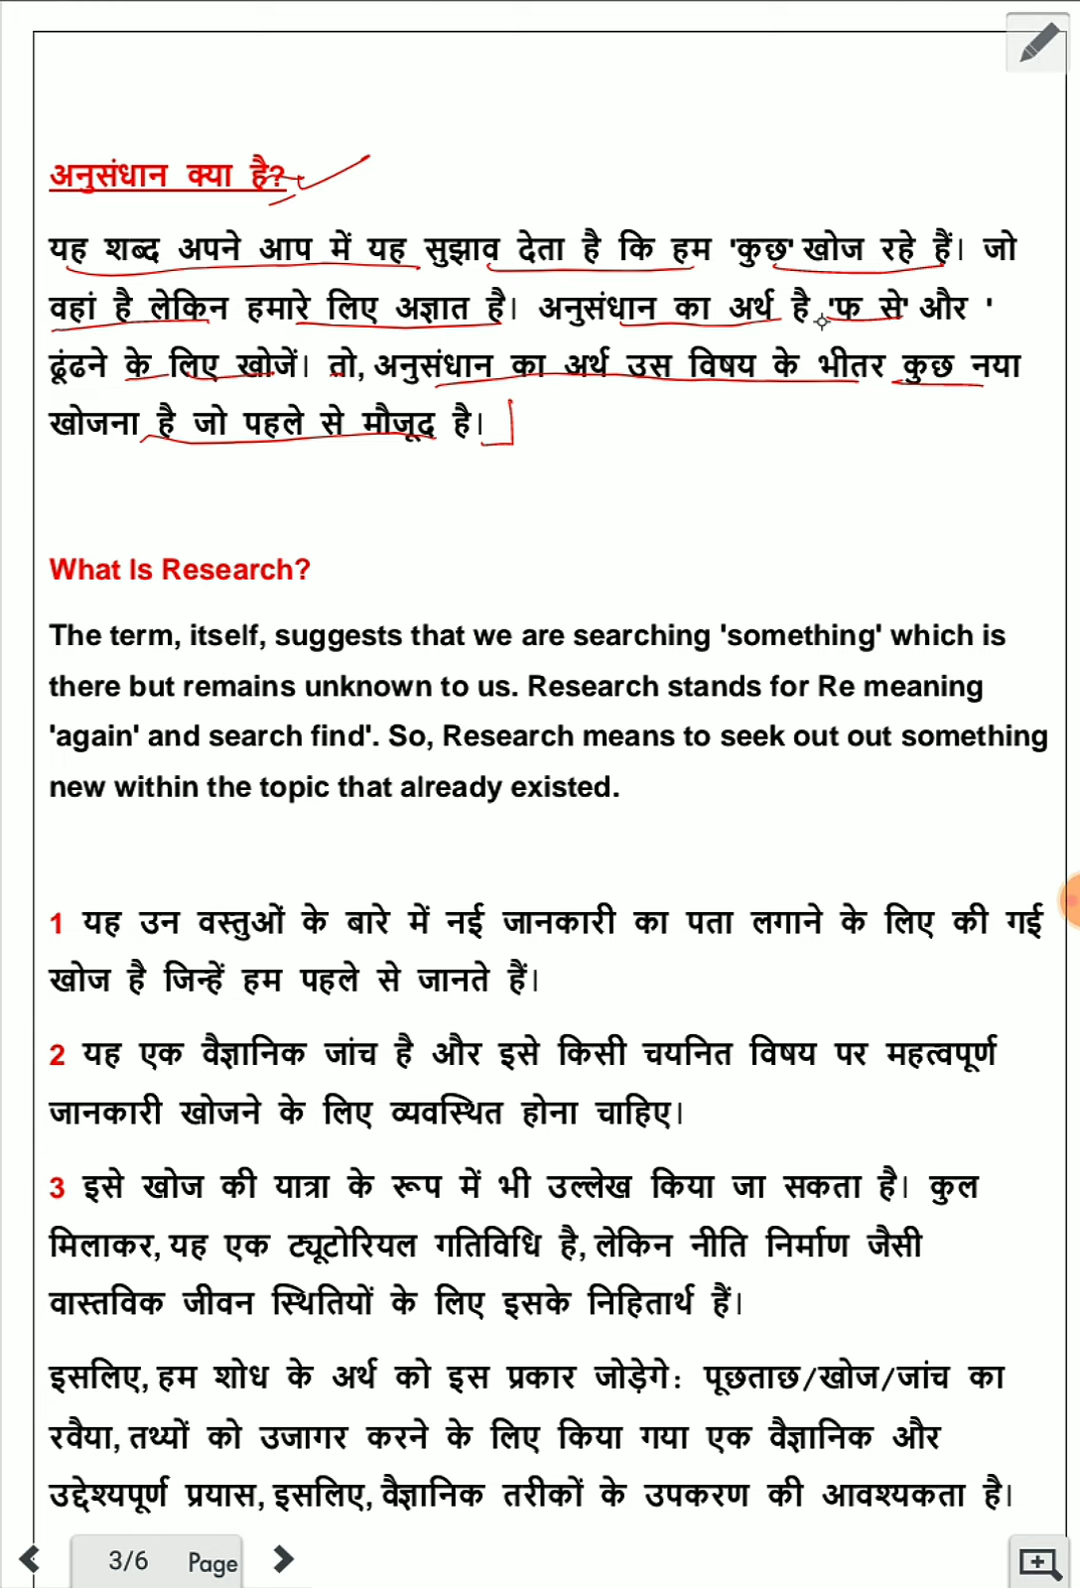 अनुसंधान क्या है?
यह शब्द अपने आप में यह सुझाव देता है कि हम 'कुछ' खोज रहे हैं। जो
वहां है लेकिन हमारे लिए अज्ञात है। अनुसंधान का अर्थ है 'फ से' और '
ढूंढने के लिए खोजें। तो, अनुसंधान का अर्थ उस विषय के भीतर कुछ नया
खोजना है जो पहले से मौजूद है।
What Is Research?
The term, itself, suggests that we are searching 'something' which is
there but remains unknown to us. Research stands for Re meaning
'again' and search find'. So, Research means to seek out out something
new within the topic that already existed.
1 यह उन वस्तुओं के बारे में नई जानकारी का पता लगाने के लिए की गई
खोज है जिन्हें हम पहले से जानते हैं।
2 यह एक वैज्ञानिक जांच है और इसे किसी चयनित विषय पर महत्वपूर्ण
जानकारी खोजने के लिए व्यवस्थित होना चाहिए।
3 इसे खोज की यात्रा के रूप में भी उल्लेख किया जा सकता है। कुल
मिलाकर, यह एक ट्यूटोरियल गतिविधि है, लेकिन नीति निर्माण जैसी
वास्तविक जीवन स्थितियों के लिए इसके निहितार्थ हैं।
इसलिए, हम शोध के अर्थ को इस प्रकार जोड़ेगे: पूछताछ/खोज/जांच का
रवैया, तथ्यों को उजागर करने के लिए किया गया एक वैज्ञानिक और
उद्देश्यपूर्ण प्रयास, इसलिए, वैज्ञानिक तरीकों के उपकरण की आवश्यकता है।
3/6 Page